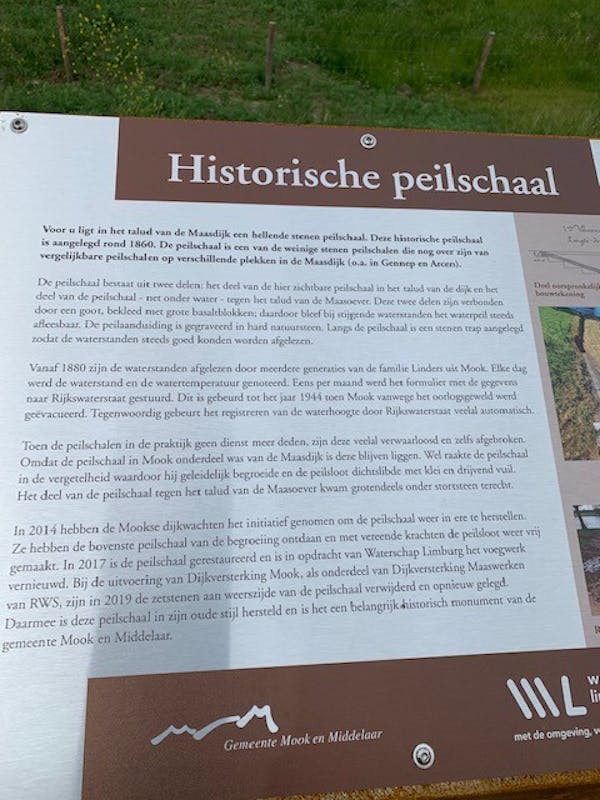 Historische peilschaal
Voor u ligt in het talud van de Maasdijk een hellende stenen peilschaal. Deze historische peilschaal
is aangelegd rond 1860. De peilschaal is een van de weinige stenen peilschalen die nog over zijn van
vergelijkbare peilschalen op verschillende plekken in de Maasdijk (o.a. in Gennep en Arcen).
De peilschaal bestaat uit twee delen: het deel van de hier zichtbare peilschaal in het talud van de dijk en het
deel van de peilschaal - net onder water - tegen het talud van de Maasoever. Deze twee delen zijn verbonden
door een goot, bekleed met grote basaltblokken; daardoor bleef bij stijgende waterstanden het waterpeil steeds
afleesbaar. De peilaanduiding is gegraveerd in hard natuursteen. Langs de peilschaal is een stenen trap aangelegd
zodat de waterstanden steeds goed konden worden afgelezen.
Vanaf 1880 zijn de waterstanden afgelezen door meerdere generaties van de familie Linders uit Mook. Elke dag
werd de waterstand en de watertemperatuur genoteerd. Eens per maand werd het formulier met de gegevens
naar Rijkswaterstaat gestuurd. Dit is gebeurd tot het jaar 1944 toen Mook vanwege het oorlogsgeweld werd
geëvacueerd. Tegenwoordig gebeurt het registreren van de waterhoogte door Rijkswaterstaat veelal automatisch.
Toen de peilschalen in de praktijk geen dienst meer deden, zijn deze veelal verwaarloosd en zelfs afgebroken.
Omdat de peilschaal in Mook onderdeel was van de Maasdijk is deze blijven liggen. Wel raakte de peilschaal
in de vergetelheid waardoor hij geleidelijk begroeide en de peilsloot dichtslibde met klei en drijvend vuil.
Het deel van de peilschaal tegen het talud van de Maasoever kwam grotendeels onder stortsteen terecht.
In 2014 hebben de Mookse dijkwachten het initiatief genomen om de peilschaal weer in ere te herstellen.
Ze hebben de bovenste peilschaal van de begroeiing ontdaan en met vereende krachten de peilsloot weer vrij
gemaakt. In 2017 is de peilschaal gerestaureerd en is in opdracht van Waterschap Limburg het voegwerk
vernieuwd. Bij de uitvoering van Dijkversterking Mook, als onderdeel van Dijkversterking Maaswerken
van RWS, zijn in 2019 de zetstenen aan weerszijde van de peilschaal verwijderd en opnieuw gelegd.
Daarmee is deze peilschaal in zijn oude stijl hersteld en is het een belangrijk historisch monument van de
gemeente Mook en Middelaar.
Deel oorspronkelijk
bouwtekening
Gemeente Mook en Middelaar
WL
w
li
met de omgeving, v